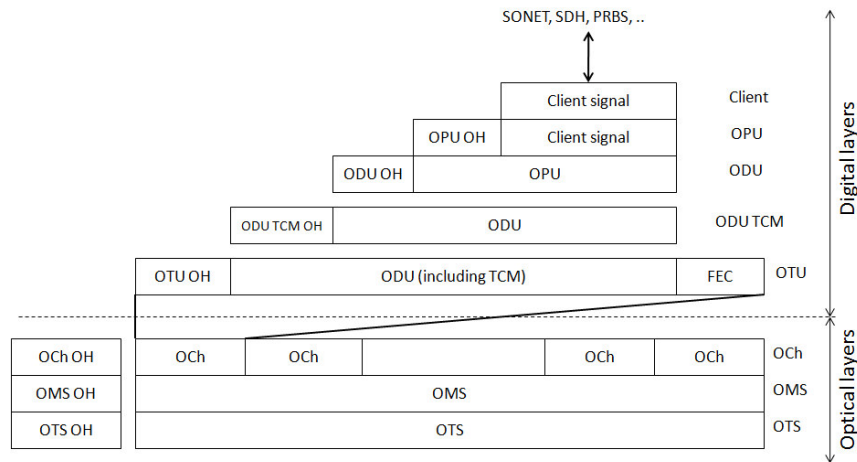 SONET, SDH, PRBS, ..
Client signal Client
OPU OH Client signal OPU
ODU OH OPU ODU
ODU TCM OH ODU ODU TCM
OTU OH ODU (including TCM) FEC OTU
Digital layers
OCh OH OCh OCh OCh OCh OCh
OMS OH OMS OMS
OTS OH OTS OTS
Optical layers